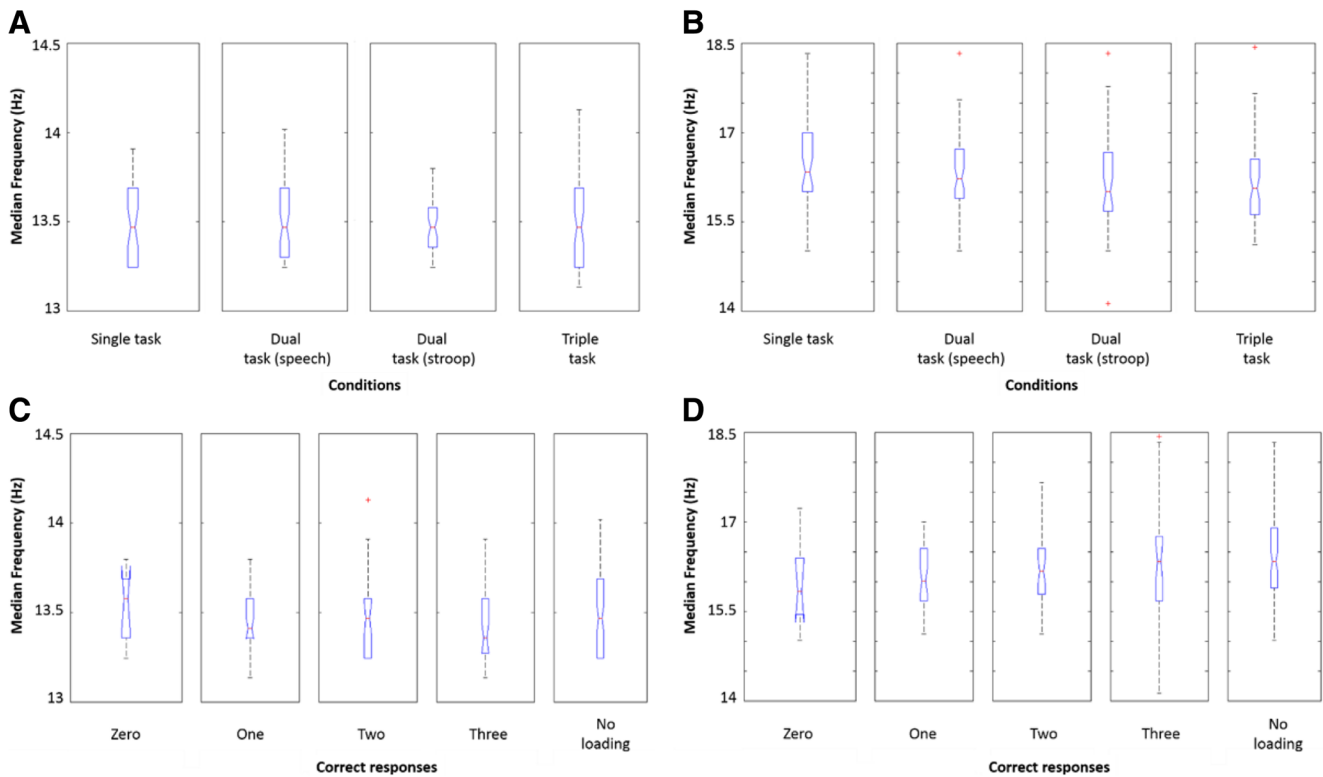 A
14.5
14
13.5
13
Median Frequency (Hz)
Single task
Dual
task (speech)
Dual
task (stroop)
Triple
task
Conditions
B
18.5
17
15.5
14
Median Frequency (Hz)
Single task
Dual
task (speech)
Dual
task (stroop)
Triple
task
Conditions
C
14.5
14
13.5
13
Median Frequency (Hz)
Zero
One
Two
Three
No
loading
Correct responses
D
18.5
17
15.5
14
Median Frequency (Hz)
Zero
One
Two
Three
No
loading
Correct responses